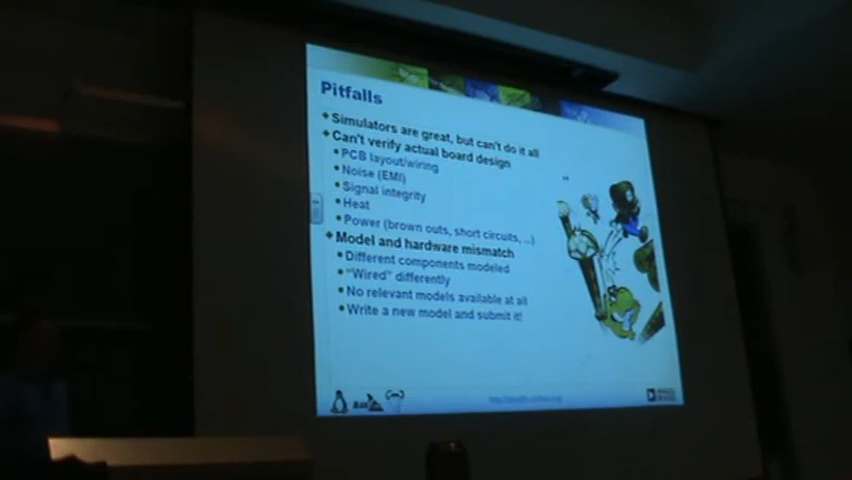 Pitfalls
Simulators are great, but can't do it all
Can't verify actual board design
PCB layout/wiring
Noise (EMI)
Signal integrity
Heat
Power (brown outs, short circuits, ...)
Model and hardware mismatch
Different components modeled
"Wired" differently
No relevant models available at all
Write a new model and submit it!